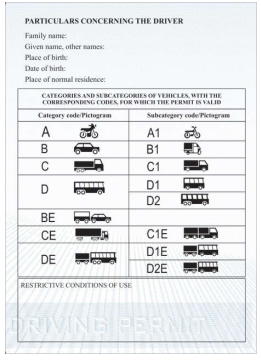 PARTICULARS CONCERNING THE DRIVER
Family name:
Given name, other names:
Place of birth:
Date of birth:
Place of normal residence:
CATEGORIES AND SUBCATEGORIES OF VEHICLES, WITH THE
CORRESPONDING CODES, FOR WHICH THE PERMIT IS VALID
Category code/Pictogram Subcategory code/Pictogram
A A1
B B1
C C1
D D1
D2
BE
CE C1E
DE D1E
D2E
RESTRICTIVE CONDITIONS OF USE
DRIVING PERMIT